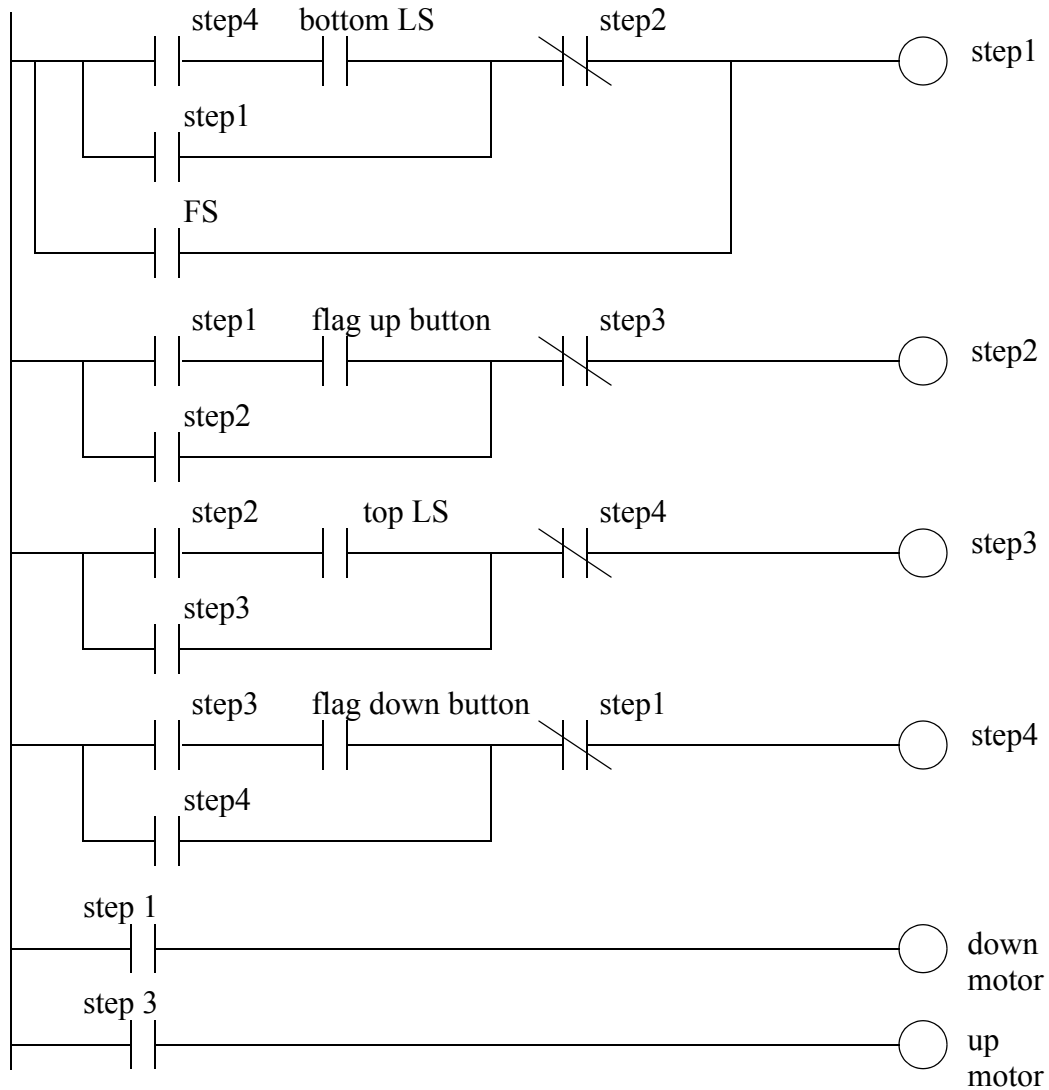 step4 bottom LS step2
step1
step1
FS
step1 flag up button step3
step2
step2
step2 top LS step4
step3
step3
step3 flag down button step1
step4
step4
step 1
down
motor
step 3
up
motor